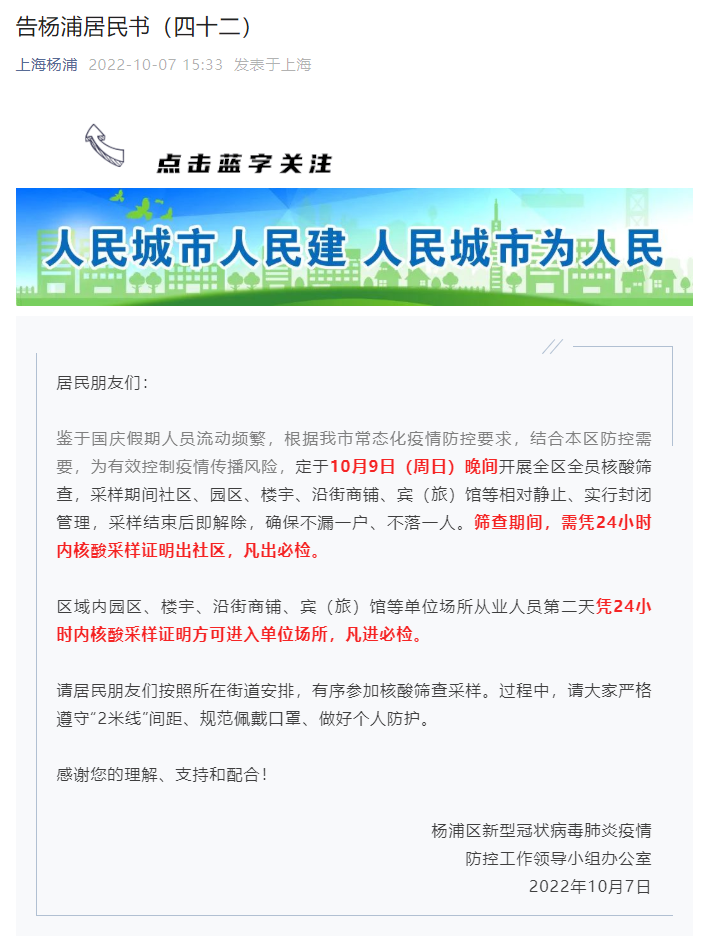 告杨浦居民书（四十二）
上海杨浦 2022-10-07 15:33 发表于上海
点击蓝字关注
人民城市人民建 人民城市为人民
居民朋友们：
鉴于国庆假期人员流动频繁，根据我市常态化疫情防控要求，结合本区防控需
要，为有效控制疫情传播风险，定于10月9日（周日）晚间开展全区全员核酸筛
查，采样期间社区、园区、楼宇、沿街商铺、宾（旅）馆等相对静止、实行封闭
管理，采样结束后即解除，确保不漏一户、不落一人。筛查期间，需凭24小时
内核酸采样证明出社区，凡出必检。
区域内园区、楼宇、沿街商铺、宾（旅）馆等单位场所从业人员第二天凭24小
时内核酸采样证明方可进入单位场所，凡进必检。
请居民朋友们按照所在街道安排，有序参加核酸筛查采样。过程中，请大家严格
遵守“2米线”间距、规范佩戴口罩、做好个人防护。
感谢您的理解、支持和配合！
杨浦区新型冠状病毒肺炎疫情
防控工作领导小组办公室
2022年10月7日